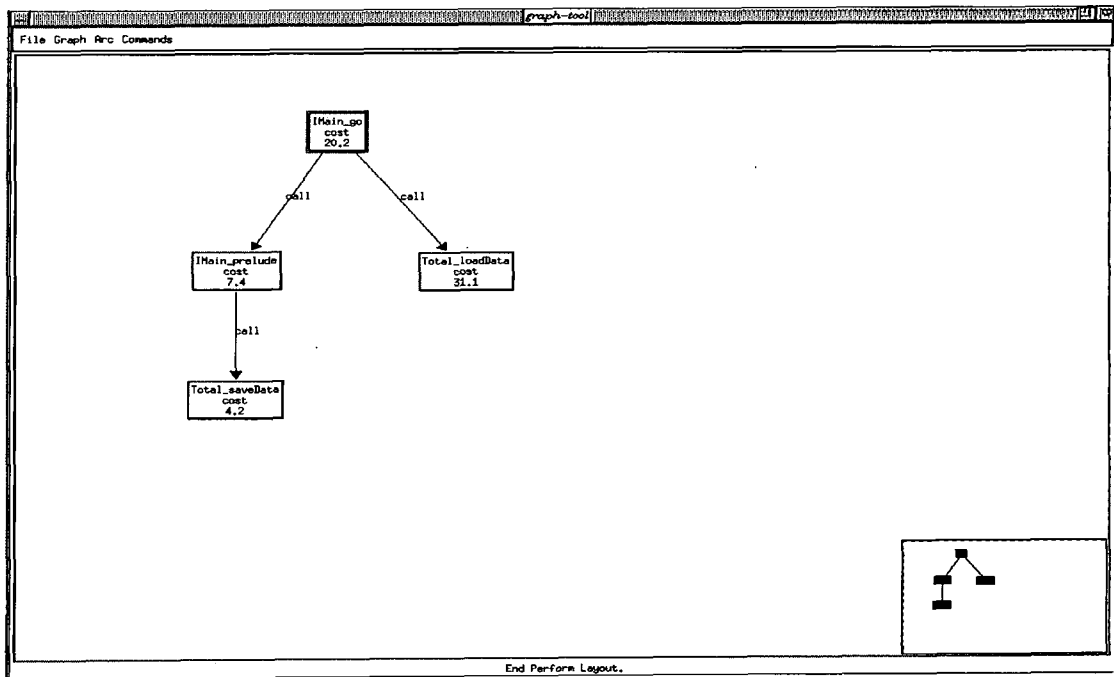 graph-tool
File Graph Arc Commands
IMain_go
cost
20.2
call
call
IMain_prelude
cost
7.4
Total_loadData
cost
31.1
call
Total_saveData
cost
4.2
End Perform Layout.